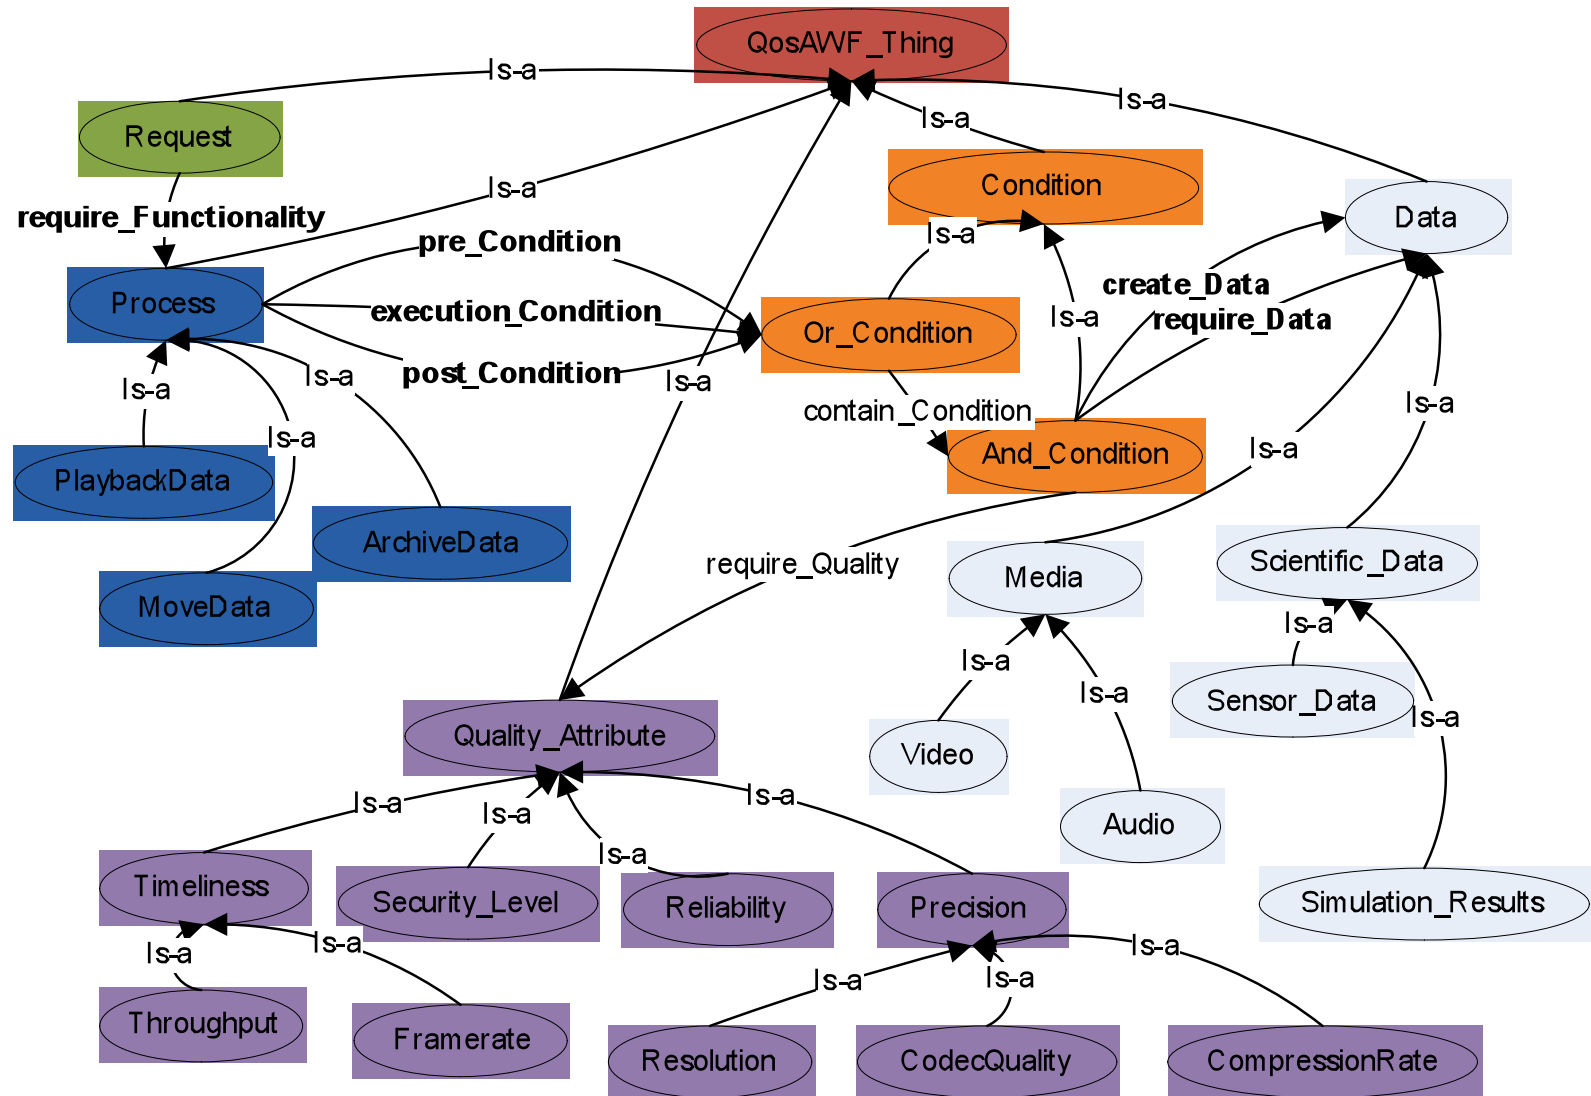 QosAWF_Thing
Is-a
Is-a
Is-a
Request
Condition
Is-a
Data
require_Functionality
Is-a
pre_Condition
Process
create_Data
execution_Condition
Is-a
require_Data
Or_Condition
post_Condition
Is-a
Is-a
Is-a
Is-a
contain_Condition
Is-a
Is-a
And_Condition
PlaybackData
ArchiveData
require_Quality
Scientific_Data
Media
MoveData
Is-a
Is-a
Is-a
Sensor_Data
Is-a
Quality_Attribute
Video
Is-a
Is-a
Is-a
Audio
Is-a
Timeliness
Security_Level
Reliability
Precision
Simulation_Results
Is-a
Is-a
Is-a
Is-a
Is-a
Throughput
Framerate
Resolution
CodecQuality
CompressionRate